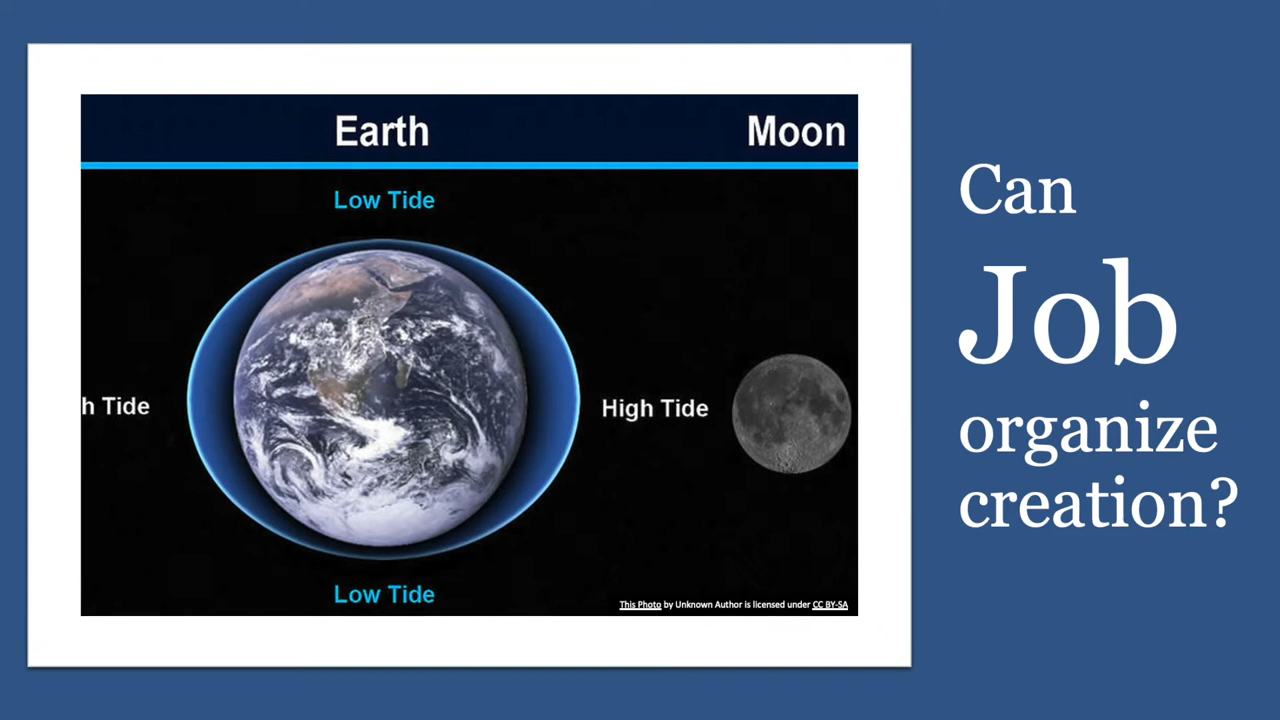 Earth Moon
Low Tide
h Tide
High Tide
Low Tide
This Photo by Unknown Author is licensed under CC BY-SA
Can
Job
organize
creation?